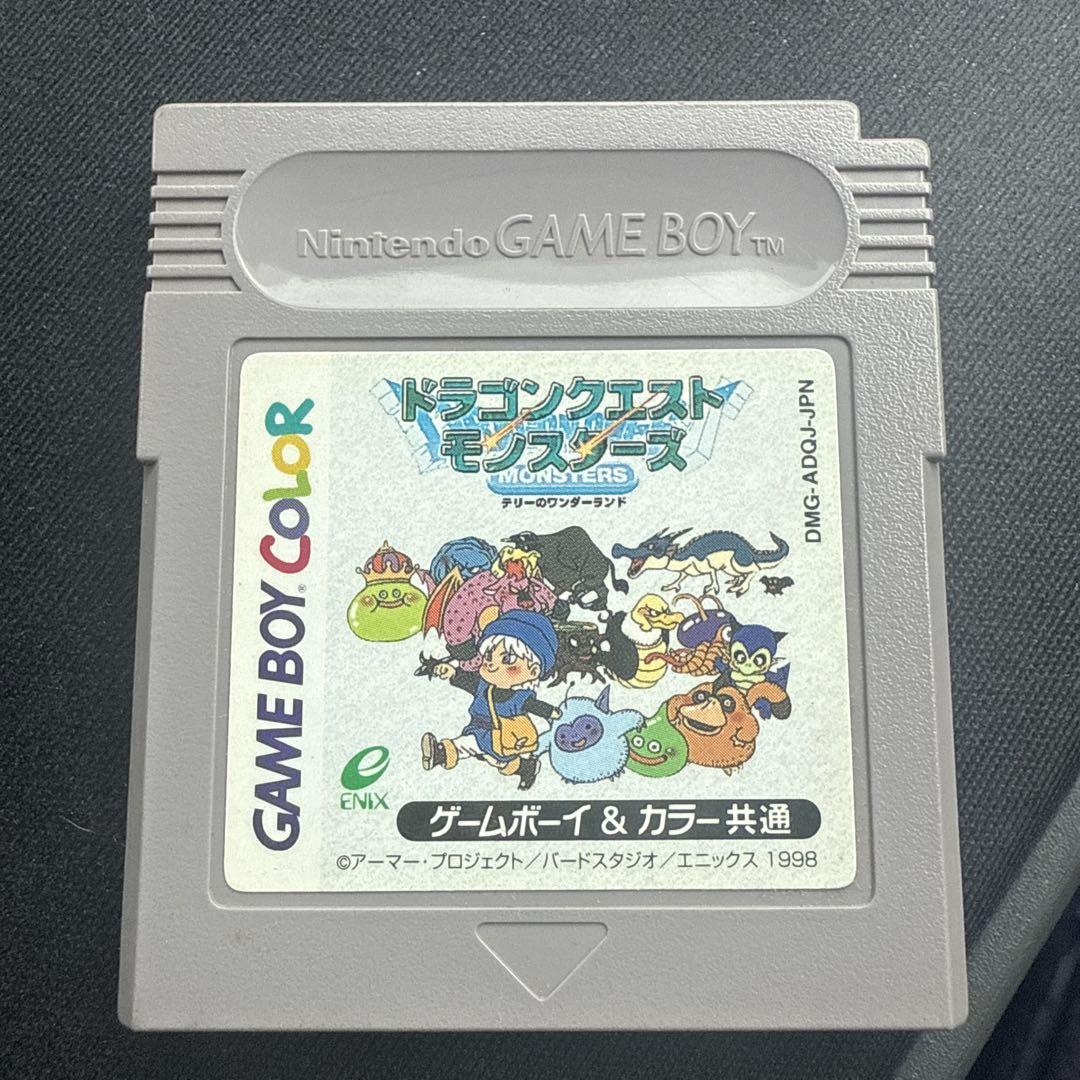 Nintendo GAME BOY TM
GAME BOY COLOR
ドラゴンクエスト
モンスターズ
MONSTERS
テリーのワンダーランド
DMG-ADQJ-JPN
ENIX
ゲームボーイ & カラー共通
©アーマー・プロジェクト/バードスタジオ/エニックス 1998